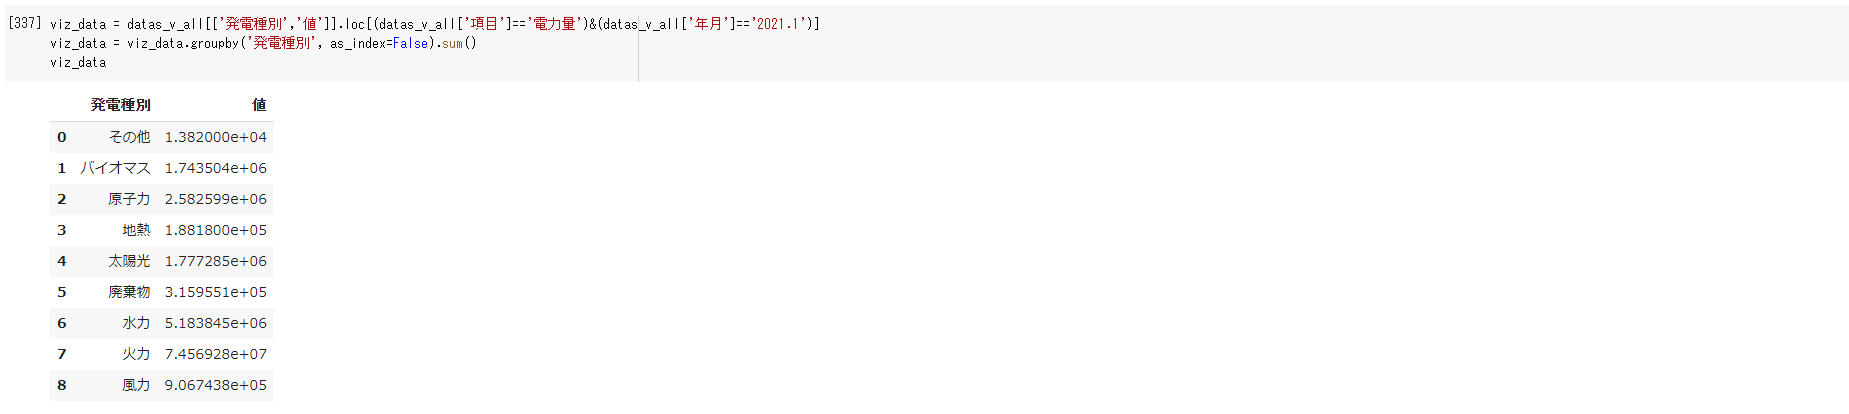 [337] viz_data = datas_v_all[['発電種別','値']].loc[(datas_v_all['項目']=='電力量')&(datas_v_all['年月']=='2021.1')]
viz_data = viz_data.groupby('発電種別', as_index=False).sum()
viz_data
発電種別 値
0 その他 1.382000e+04
1 バイオマス 1.743504e+06
2 原子力 2.582599e+06
3 地熱 1.881800e+05
4 太陽光 1.777285e+06
5 廃棄物 3.159551e+05
6 水力 5.183845e+06
7 火力 7.456928e+07
8 風力 9.067438e+05